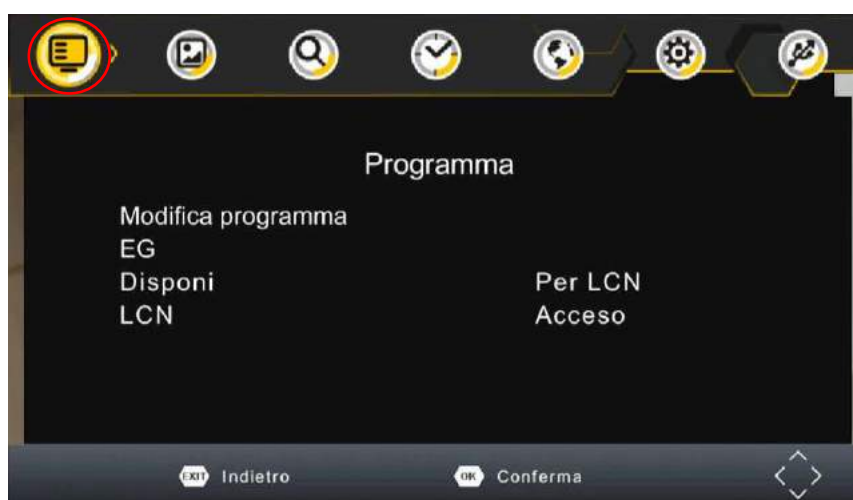 Programma
Modifica programma
EG
Disponi Per LCN
LCN Acceso
EXIT Indietro OK Conferma